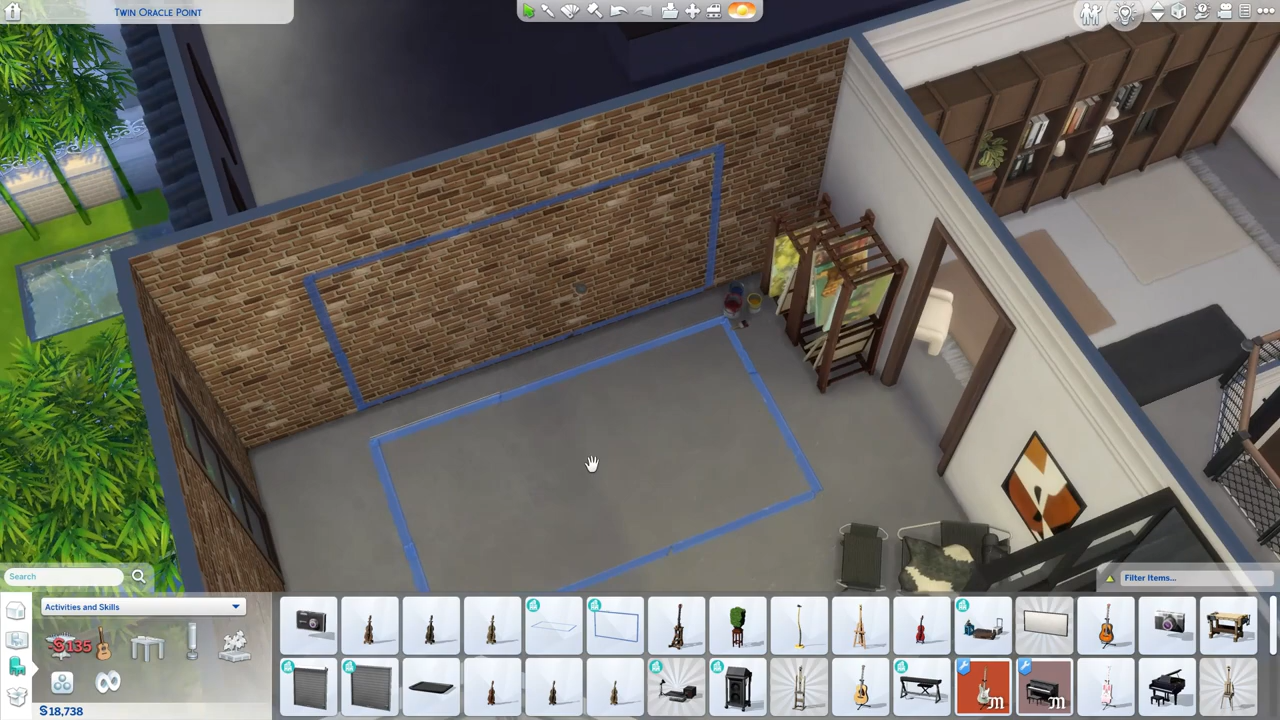 Twin Oracle Point
Search
Filter Items...
Activities and Skills
-§135
§18,738
m
m